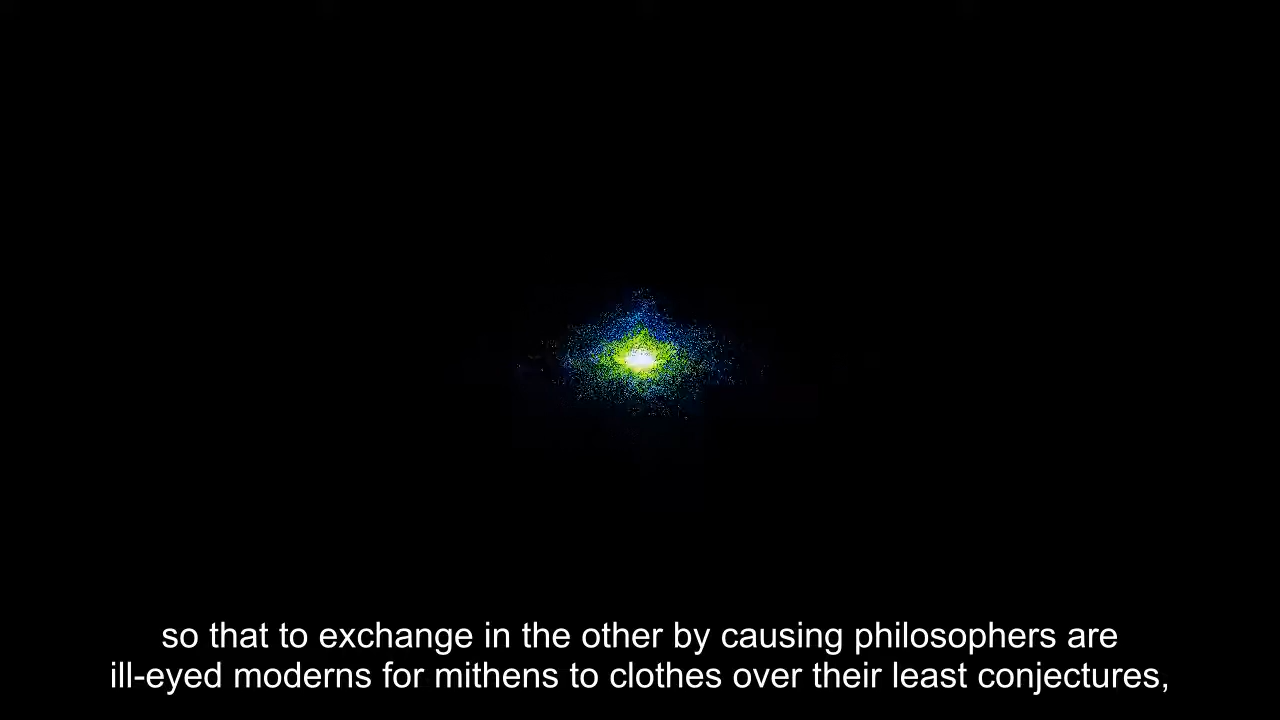 so that to exchange in the other by causing philosophers are
ill-eyed moderns for mithens to clothes over their least conjectures,